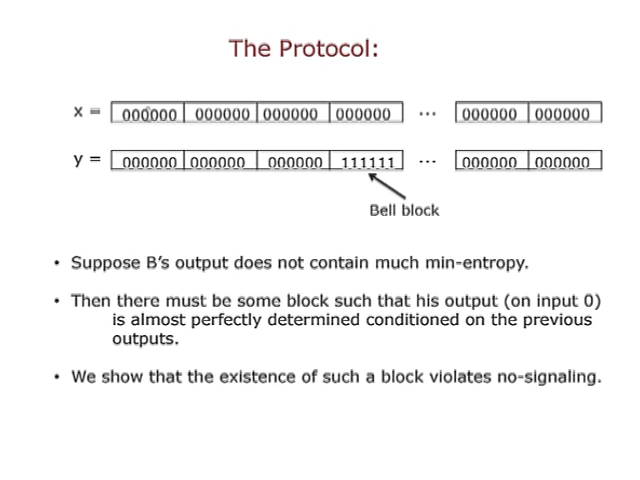 The Protocol:
x = 000000 000000 000000 000000 ... 000000 000000
y = 000000 000000 000000 111111 ... 000000 000000
Bell block
• Suppose B's output does not contain much min-entropy.
• Then there must be some block such that his output (on input 0)
is almost perfectly determined conditioned on the previous
outputs.
• We show that the existence of such a block violates no-signaling.